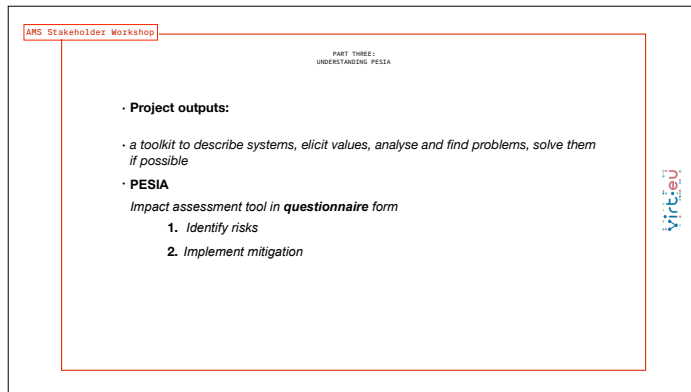 AMS Stakeholder Workshop
PART THREE:
UNDERSTANDING PESIA
· Project outputs:
· a toolkit to describe systems, elicit values, analyse and find problems, solve them
if possible
· PESIA
Impact assessment tool in questionnaire form
1. Identify risks
2. Implement mitigation
virt:eu